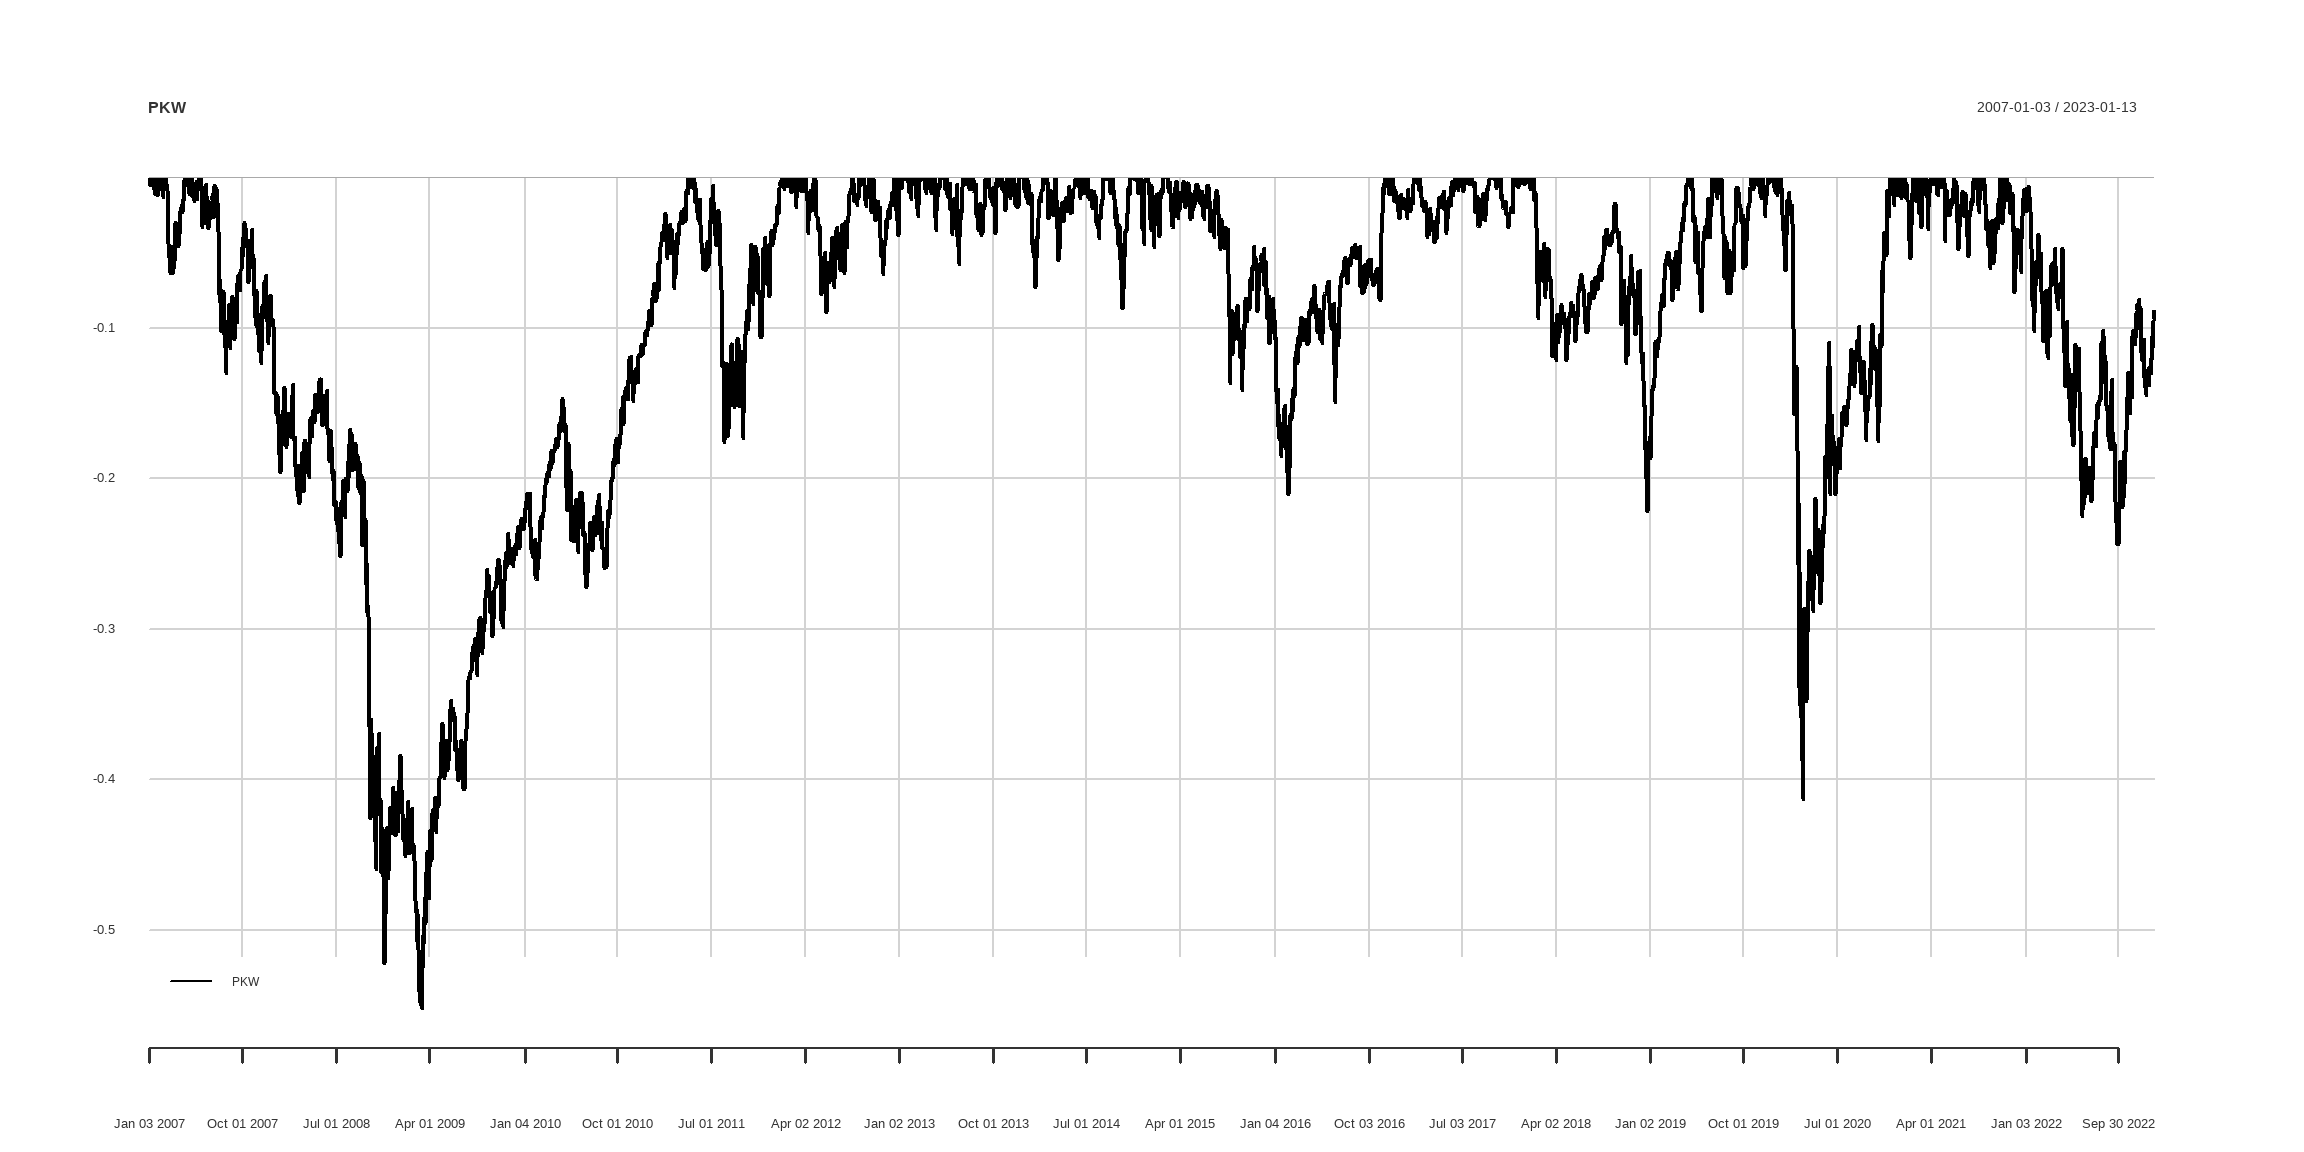 PKW
2007-01-03 / 2023-01-13
-0.1
-0.2
-0.3
-0.4
-0.5
PKW
Jan 03 2007 Oct 01 2007 Jul 01 2008 Apr 01 2009 Jan 04 2010 Oct 01 2010 Jul 01 2011 Apr 02 2012 Jan 02 2013 Oct 01 2013 Jul 01 2014 Apr 01 2015 Jan 04 2016 Oct 03 2016 Jul 03 2017 Apr 02 2018 Jan 02 2019 Oct 01 2019 Jul 01 2020 Apr 01 2021 Jan 03 2022 Sep 30 2022